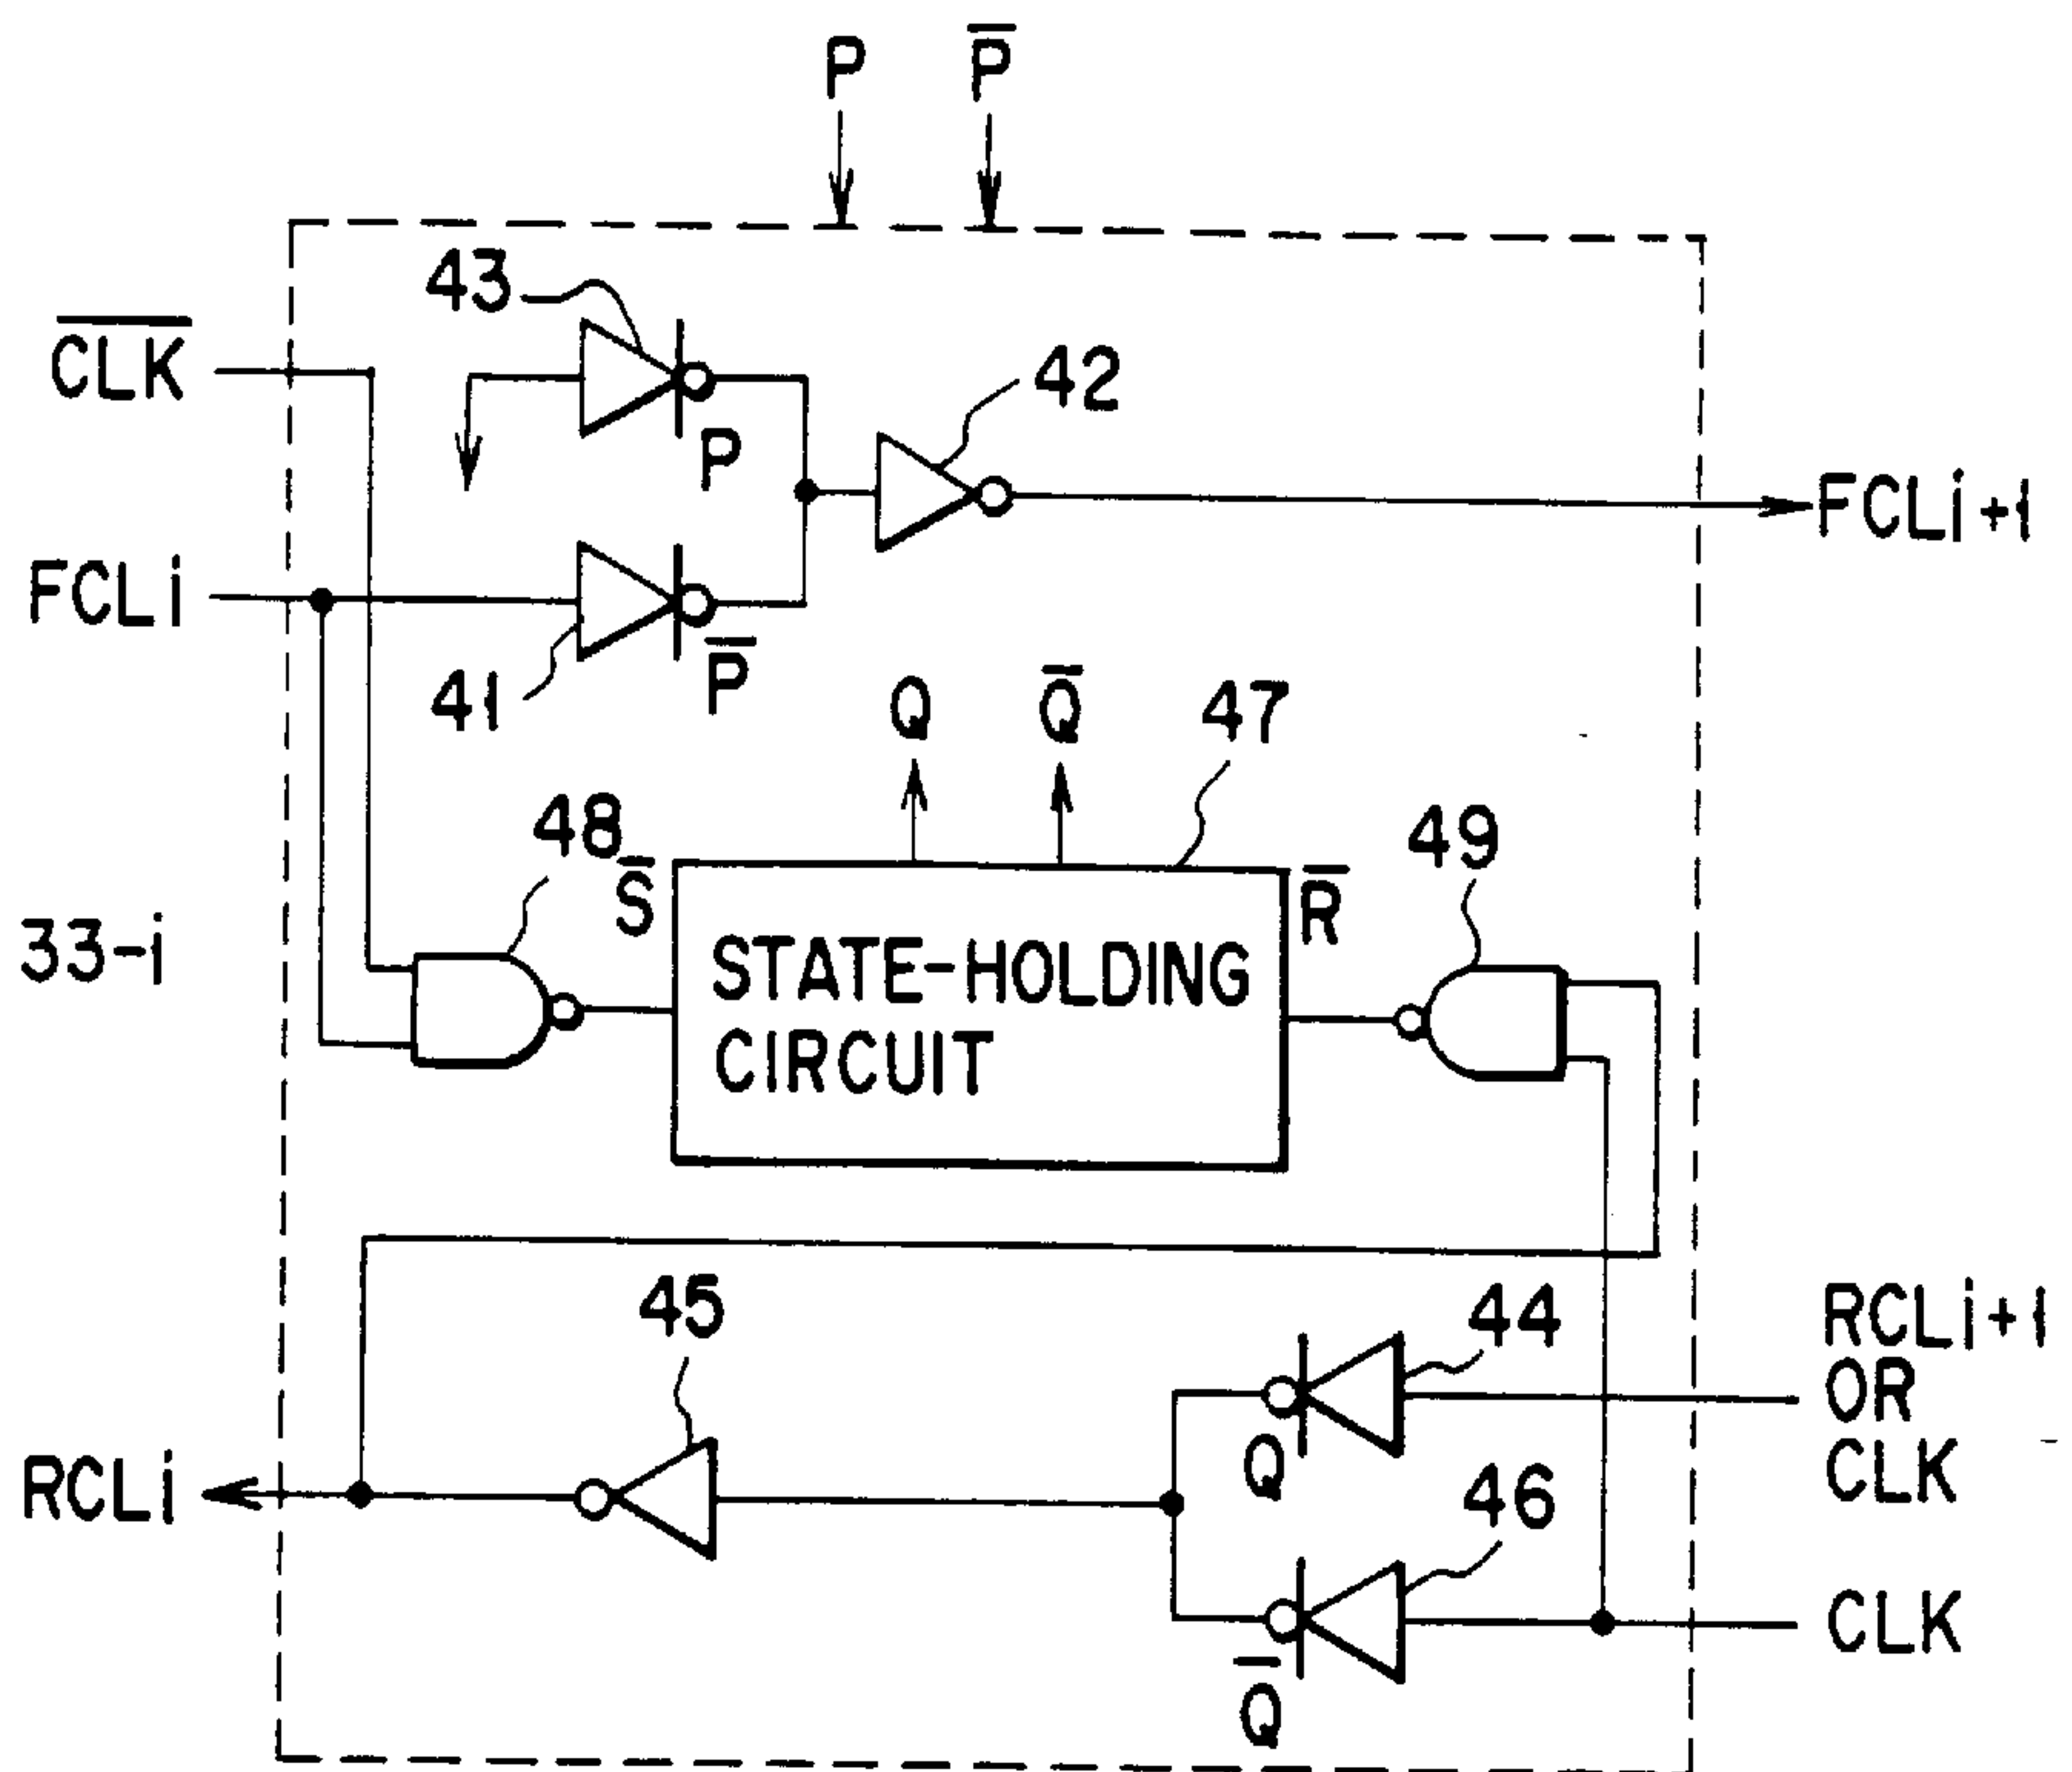 P P̅
43
C̅L̅K̅
42
P
FCLi+1
FCLi
41
P̅
Q Q̅ 47
48
49
S̅
R̅
33-i
STATE-HOLDING
CIRCUIT
45
44
RCLi+1
OR
CLK
Q
RCLi
46
CLK
Q̅